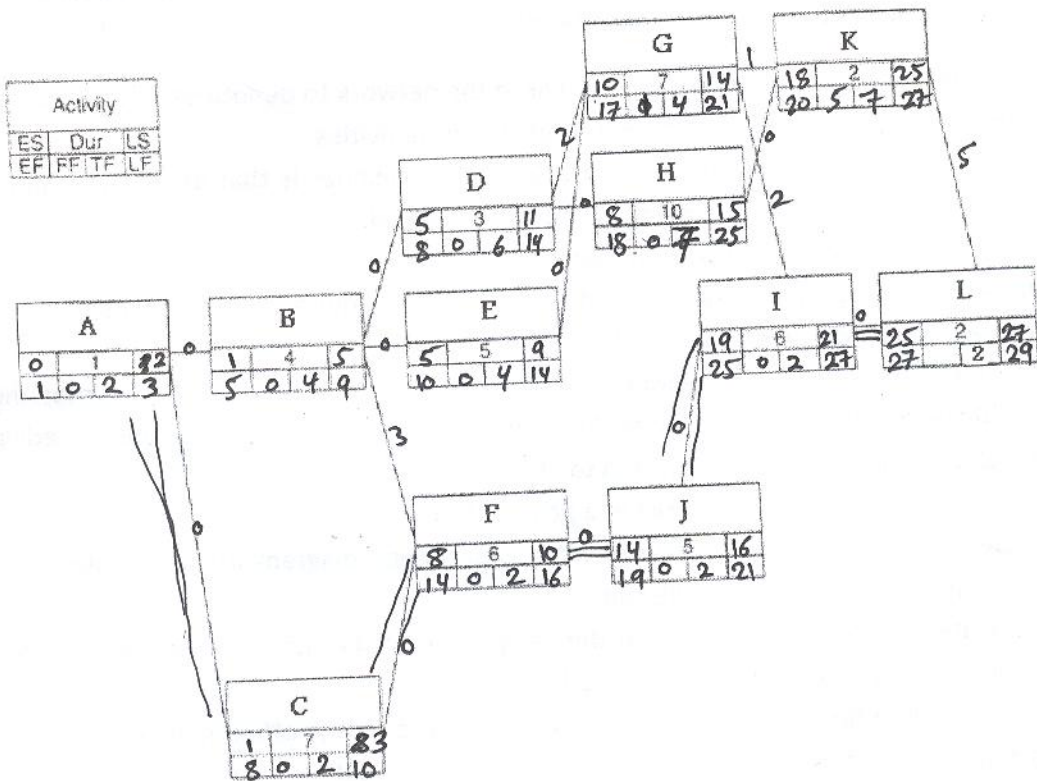 Activity
ES Dur LS
EF FF TF LF
G
10 7 14
17 4 21
1
K
18 2 25
20 5 7 27
2
0
5
D
5 3 11
8 0 6 14
0
H
8 10 15
18 0 7 25
2
0
0
A
0 1 2
1 0 2 3
0
B
1 4 5
5 0 4 9
0
E
5 5 9
10 0 4 14
I
19 6 21
25 0 2 27
0
L
25 2 27
27 2 29
3
0
0
F
8 6 10
14 0 2 16
0
J
14 5 16
19 0 2 21
0
C
1 7 3
8 0 2 10